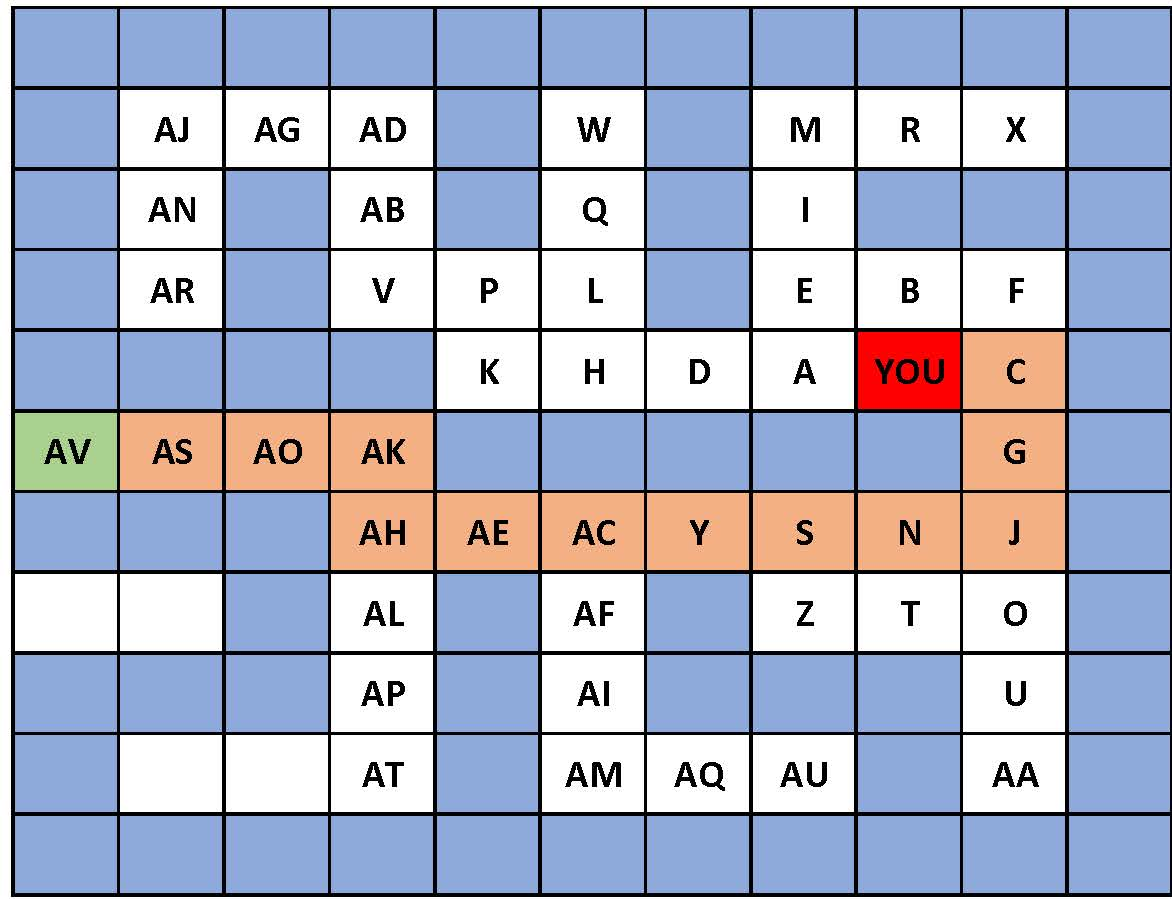 AJ AG AD W M R X
AN AB Q I
AR V P L E B F
K H D A YOU C
AV AS AO AK G
AH AE AC Y S N J
AL AF Z T O
AP AI U
AT AM AQ AU AA